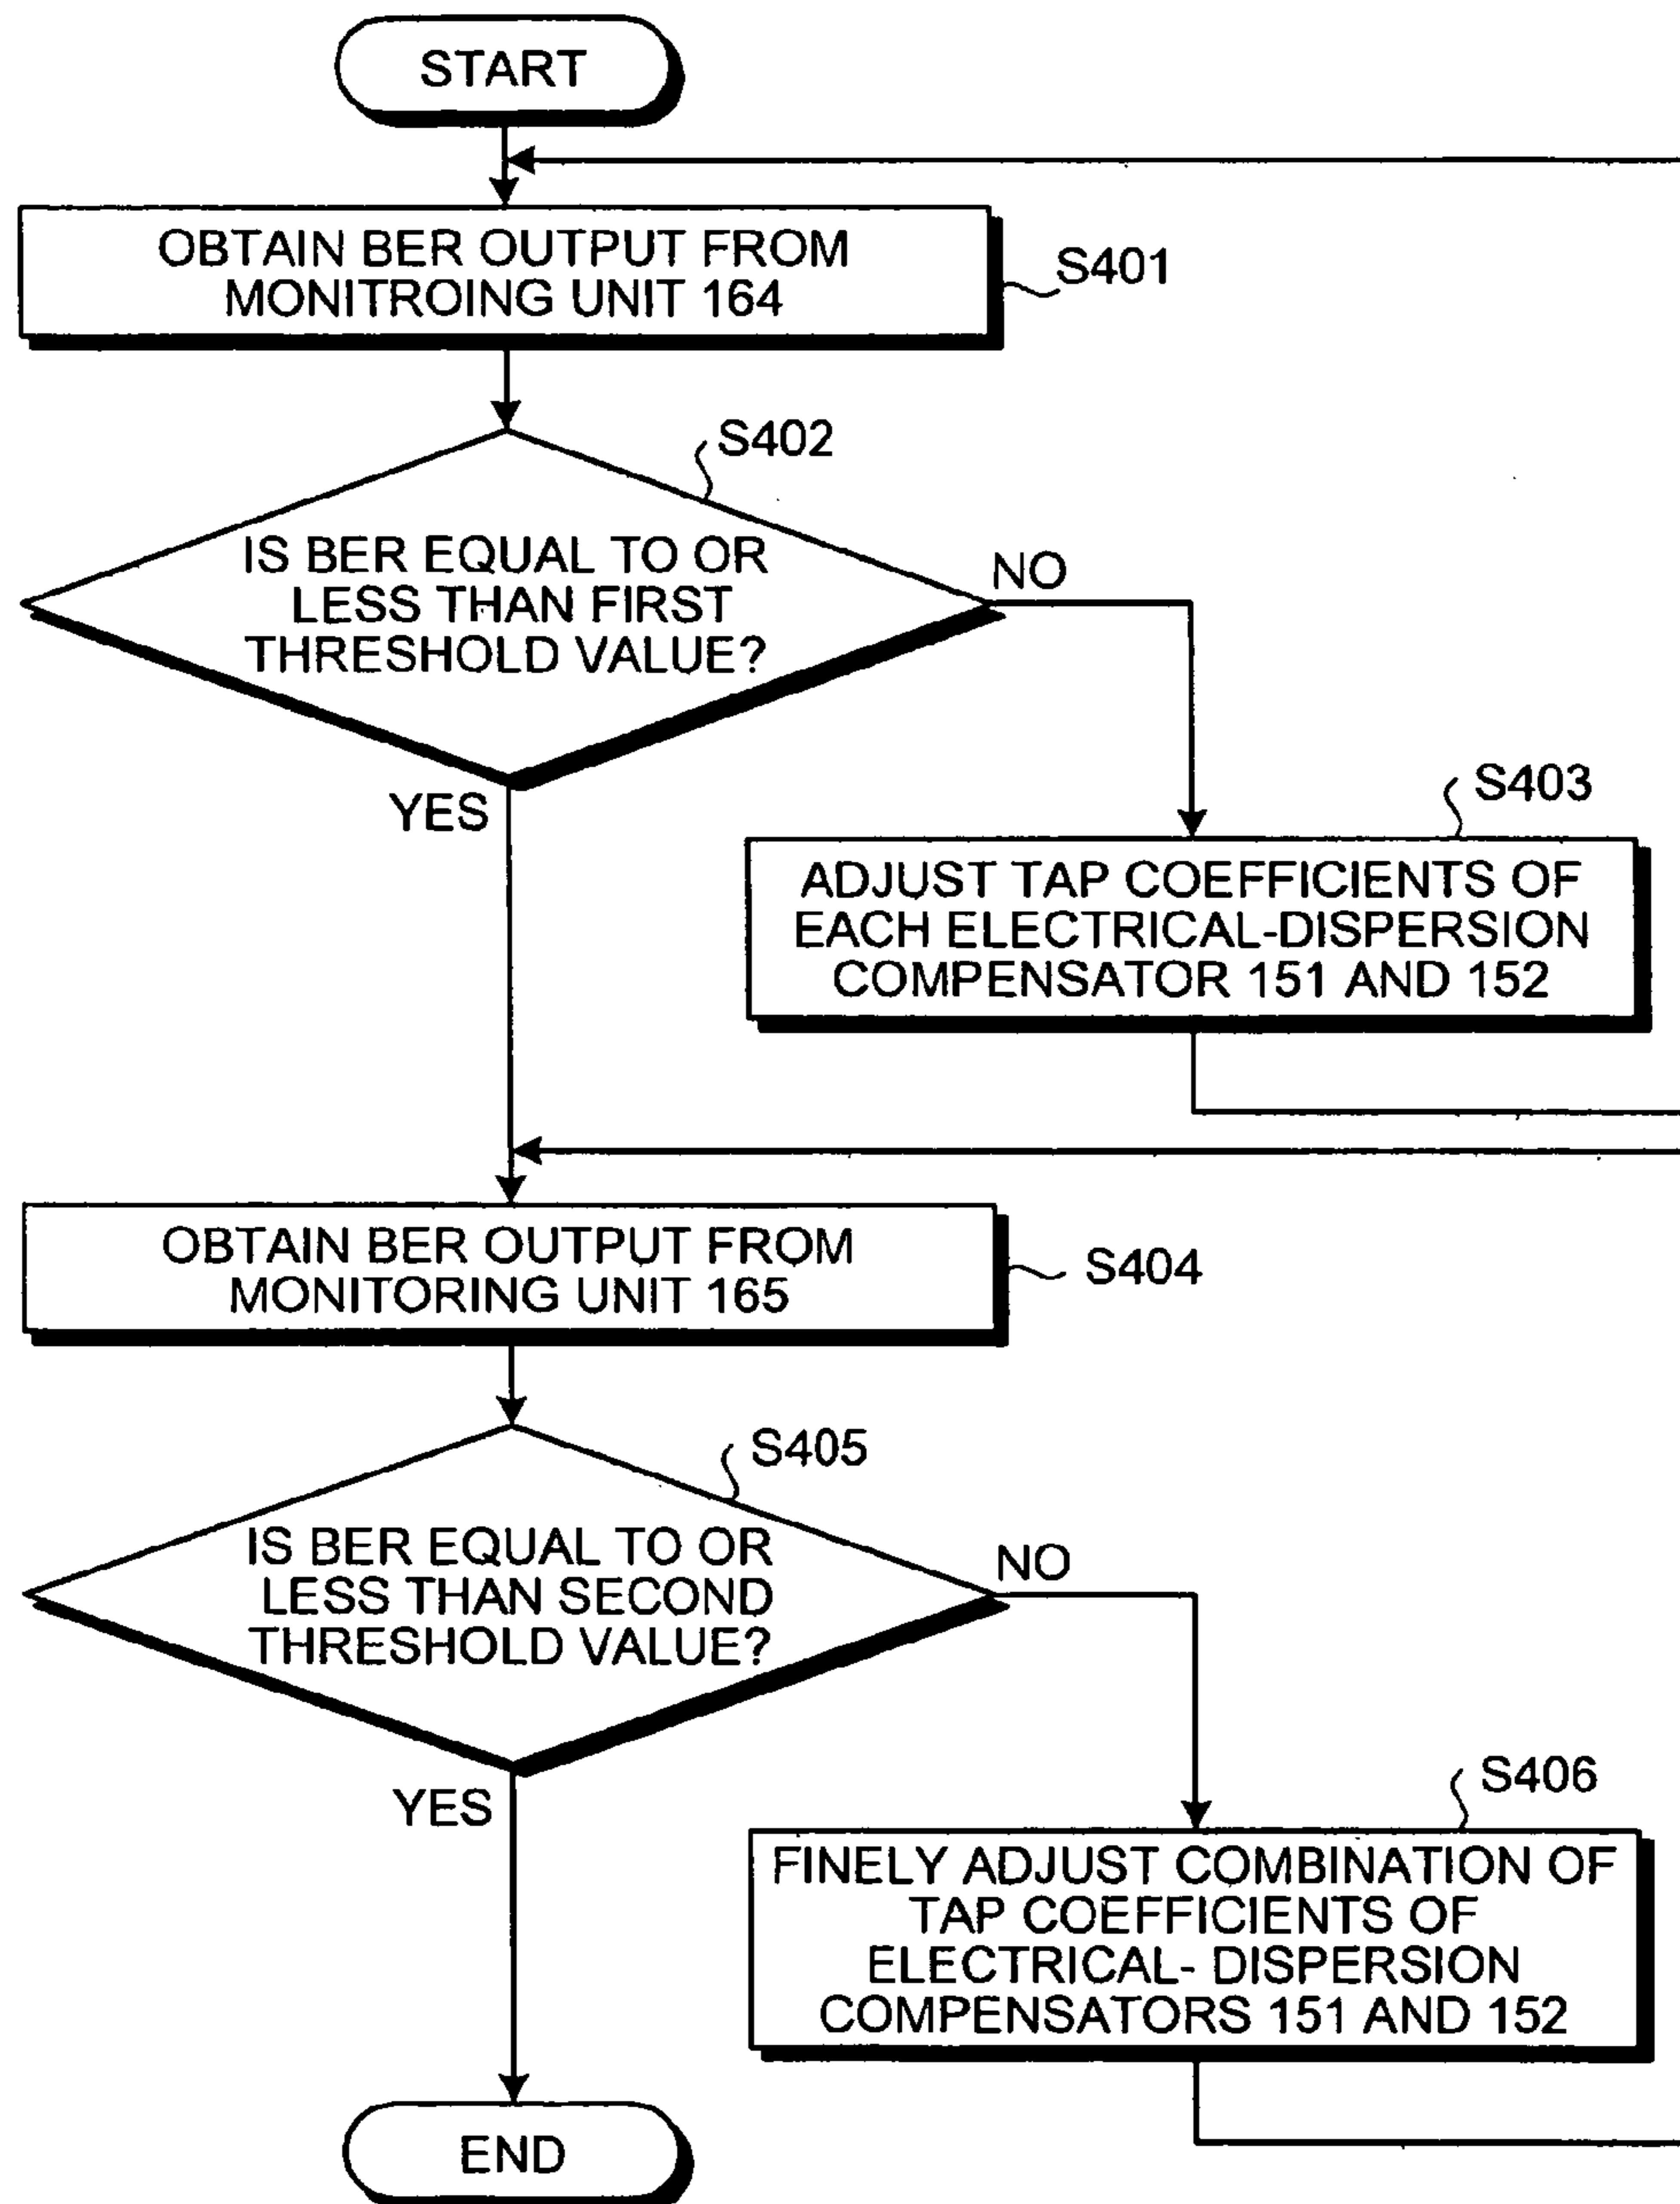 START
OBTAIN BER OUTPUT FROM
MONITROING UNIT 164
S401
S402
IS BER EQUAL TO OR
LESS THAN FIRST
THRESHOLD VALUE?
NO
YES
S403
ADJUST TAP COEFFICIENTS OF
EACH ELECTRICAL-DISPERSION
COMPENSATOR 151 AND 152
OBTAIN BER OUTPUT FROM
MONITORING UNIT 165
S404
S405
IS BER EQUAL TO OR
LESS THAN SECOND
THRESHOLD VALUE?
NO
YES
S406
FINELY ADJUST COMBINATION OF
TAP COEFFICIENTS OF
ELECTRICAL- DISPERSION
COMPENSATORS 151 AND 152
END